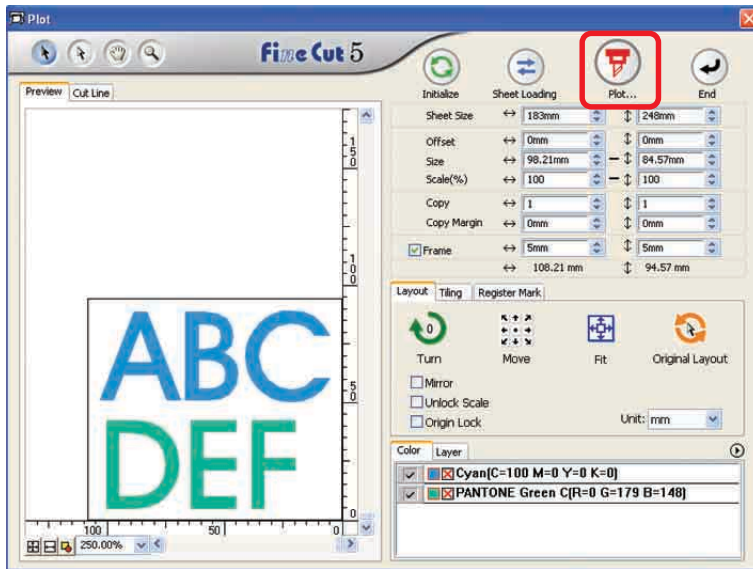 Plot
Fine Cut 5
Initialize Sheet Loading Plot... End
Preview Cut Line
Sheet Size 183mm 248mm
Offset 0mm 0mm
Size 98.21mm 84.57mm
Scale(%) 100 100
Copy 1 1
Copy Margin 0mm 0mm
Frame 5mm 5mm
108.21 mm 94.57 mm
150
100
50
0
ABC
DEF
100 50 0
250.00%
Layout Tiling Register Mark
0
Turn Move Fit Original Layout
Mirror
Unlock Scale
Origin Lock
Unit: mm
Color Layer
Cyan(C=100 M=0 Y=0 K=0)
PANTONE Green C(R=0 G=179 B=148)